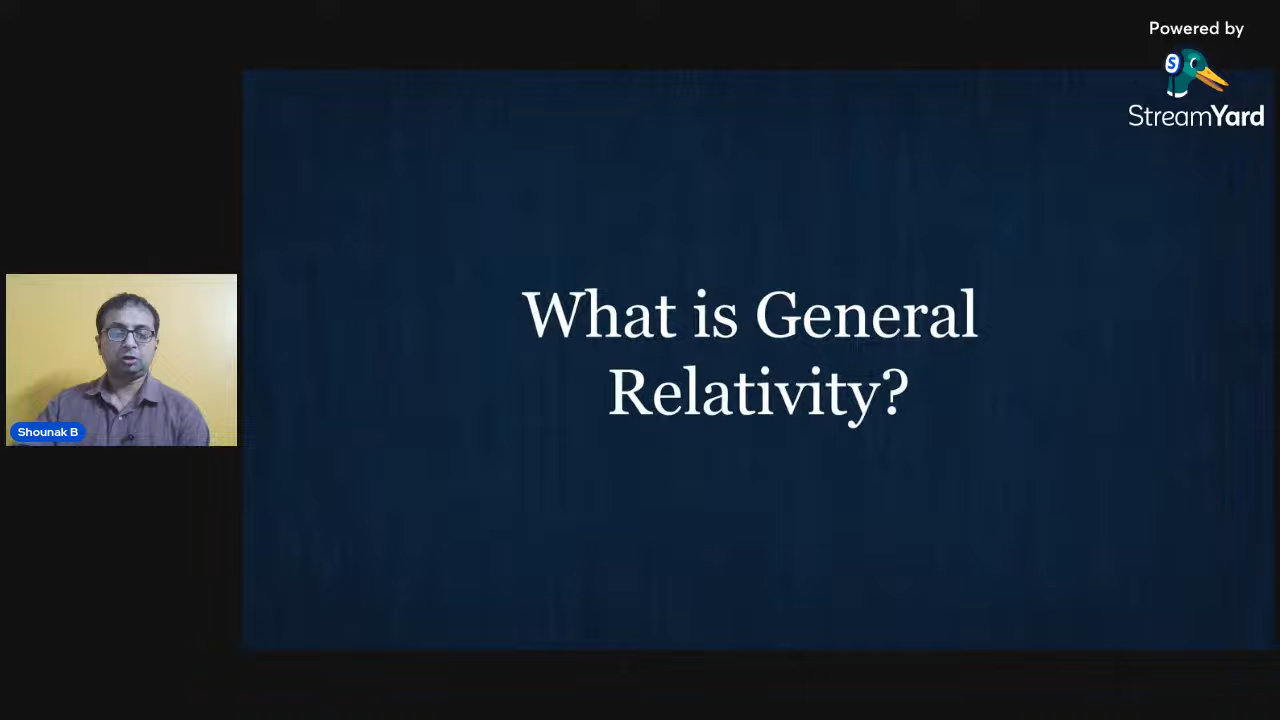 Powered by
S
StreamYard
What is General
Relativity?
Shounak B